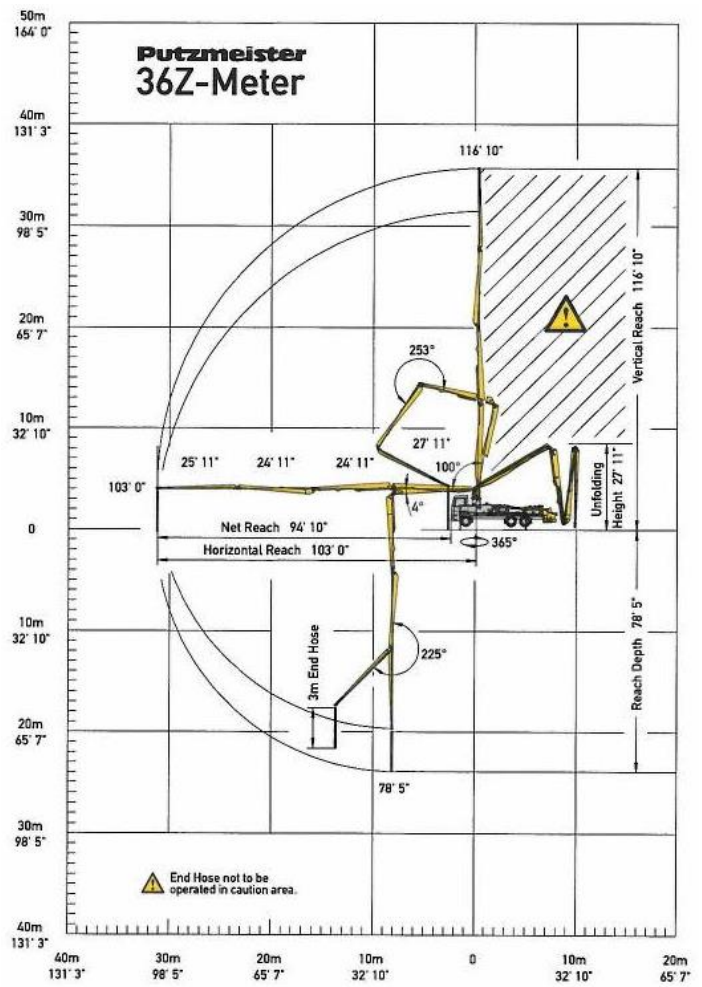 50m
164' 0"
Putzmeister
36Z-Meter
40m
131' 3"
116' 10"
30m
98' 5"
Vertical Reach 116' 10"
20m
65' 7"
253°
10m
32' 10"
27' 11"
100°
25' 11"
24' 11"
24' 11"
103' 0"
4°
Unfolding
Height 27' 11"
0
Net Reach 94' 10"
Horizontal Reach 103' 0"
365°
10m
32' 10"
3m End Hose
225°
Reach Depth 78' 5"
20m
65' 7"
78' 5"
30m
98' 5"
End Hose not to be
operated in caution area.
40m
131' 3"
40m 30m 20m 10m 0 10m 20m
131' 3" 98' 5" 65' 7" 32' 10" 32' 10" 65' 7"